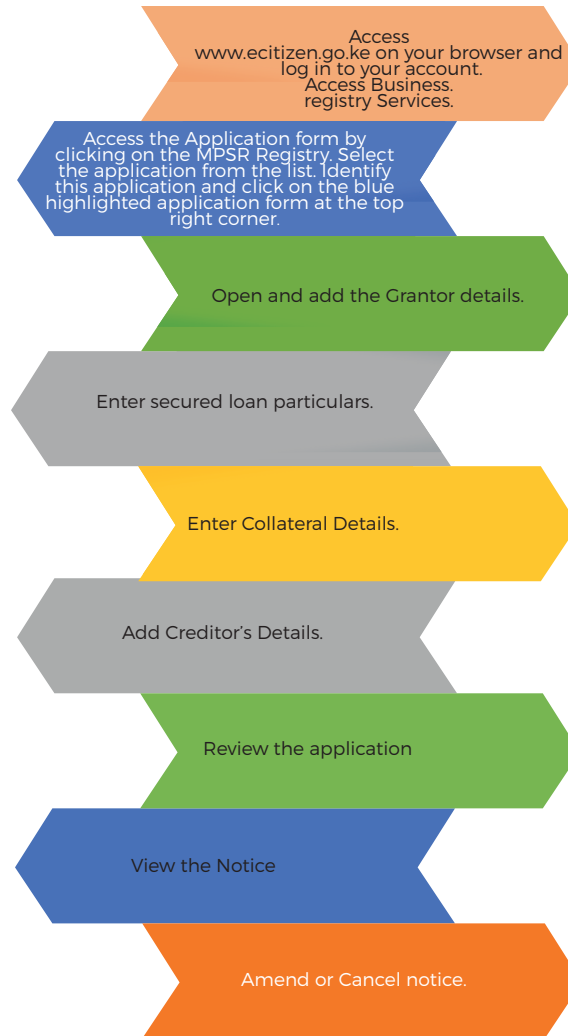 Access
www.ecitizen.go.ke on your browser and
log in to your account.
Access Business.
registry Services.
Access the Application form by
clicking on the MPSR Registry. Select
the application from the list. Identify
this application and click on the blue
highlighted application form at the top
right corner.
Open and add the Grantor details.
Enter secured loan particulars.
Enter Collateral Details.
Add Creditor’s Details.
Review the application
View the Notice
Amend or Cancel notice.